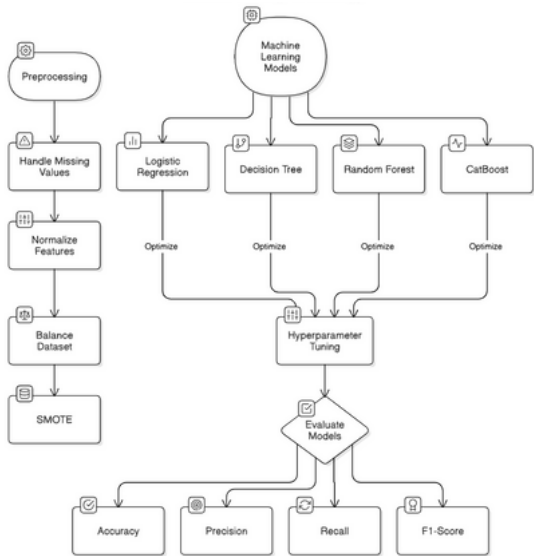 Machine
Learning
Models
Preprocessing
Handle Missing
Values
Logistic
Regression
Decision Tree
Random Forest
CatBoost
Normalize
Features
Optimize
Optimize
Optimize
Optimize
Balance
Dataset
Hyperparameter
Tuning
SMOTE
Evaluate
Models
Accuracy
Precision
Recall
F1-Score